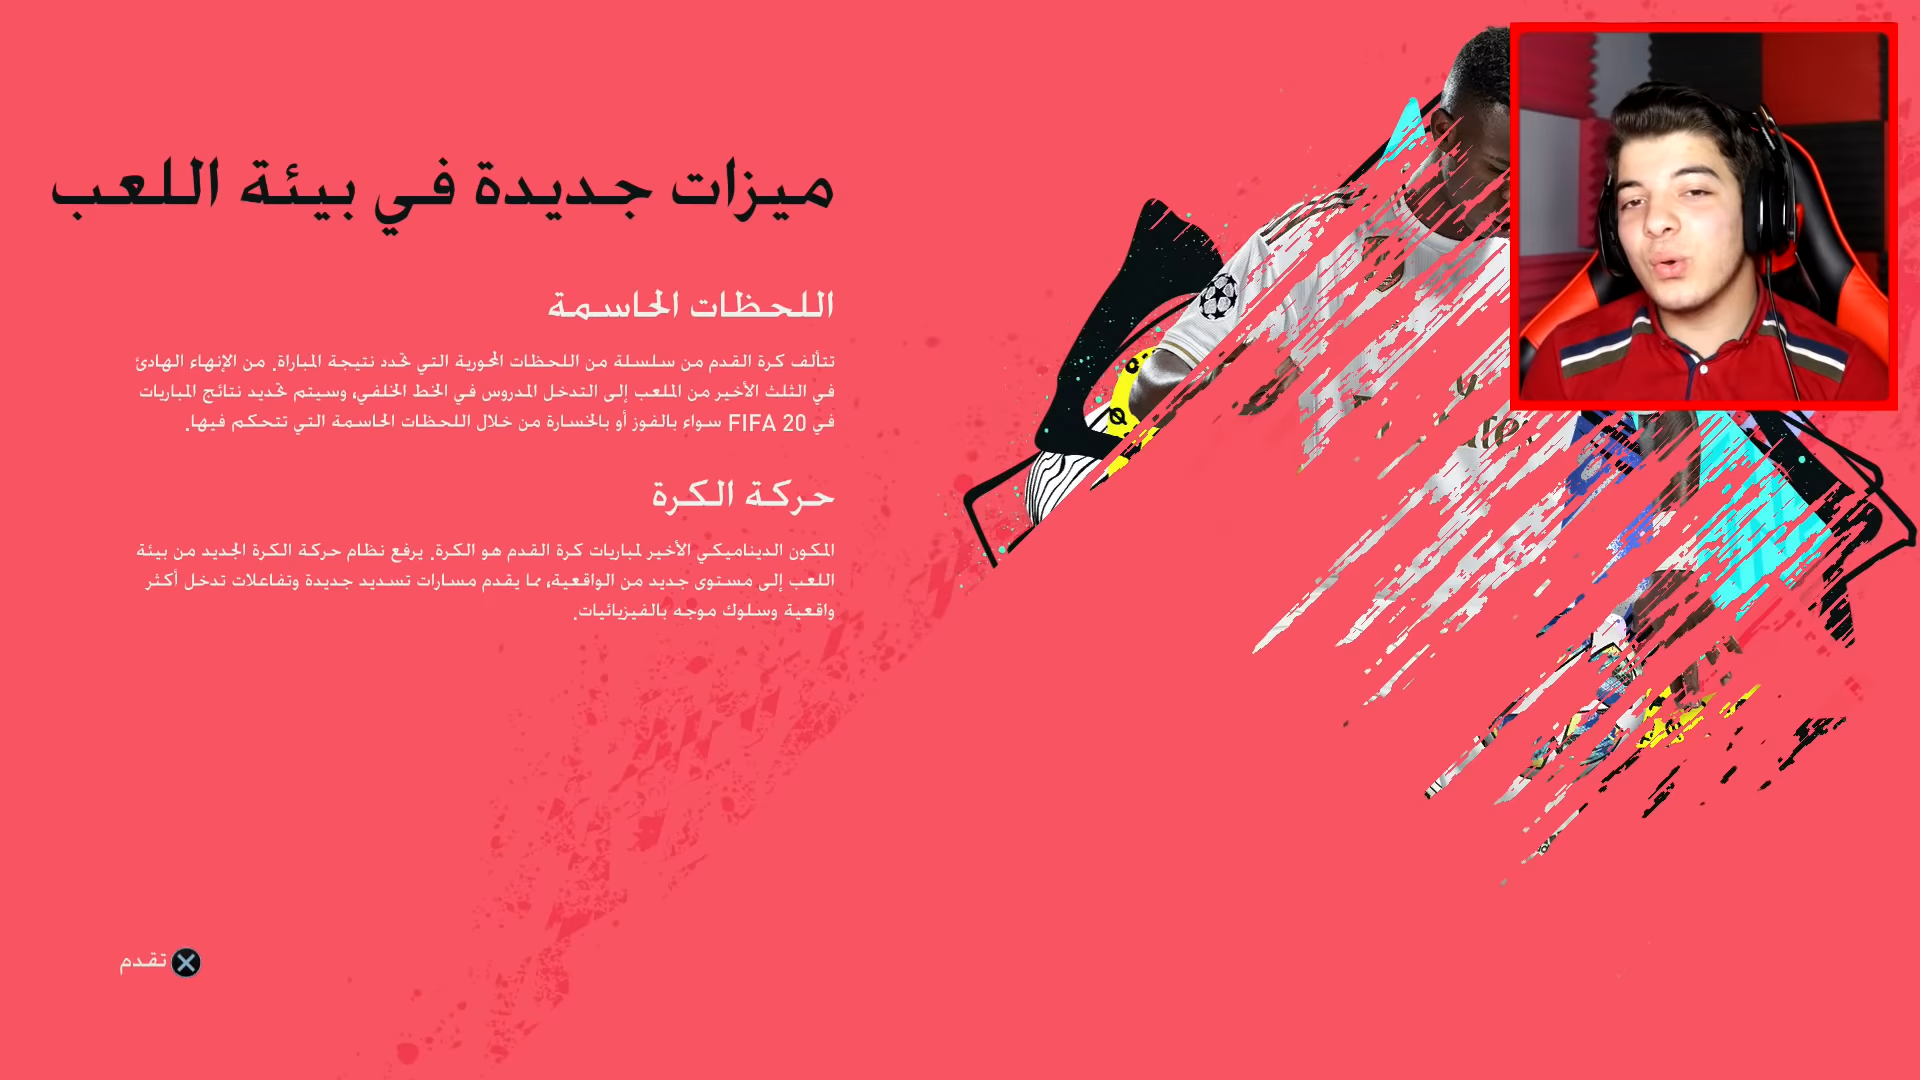 ميزات جديدة في بيئة اللعب
اللحظات الحاسمة
تتألف كرة القدم من سلسلة من اللحظات المحورية التي تحدد نتيجة المباراة. من الإنهاء الهادئ
في الثلث الأخير من الملعب إلى التدخل المدروس في الخط الخلفي، وسيتم تحديد نتائج المباريات
في FIFA 20 سواء بالفوز أو بالخسارة من خلال اللحظات الحاسمة التي تتحكم فيها.
حركة الكرة
المكون الديناميكي الأخير لمباريات كرة القدم هو الكرة. يرفع نظام حركة الكرة الجديد من بيئة
اللعب إلى مستوى جديد من الواقعية، مما يقدم مسارات تسديد جديدة وتفاعلات تدخل أكثر
واقعية وسلوك موجه بالفيزيائيات.
تقدم